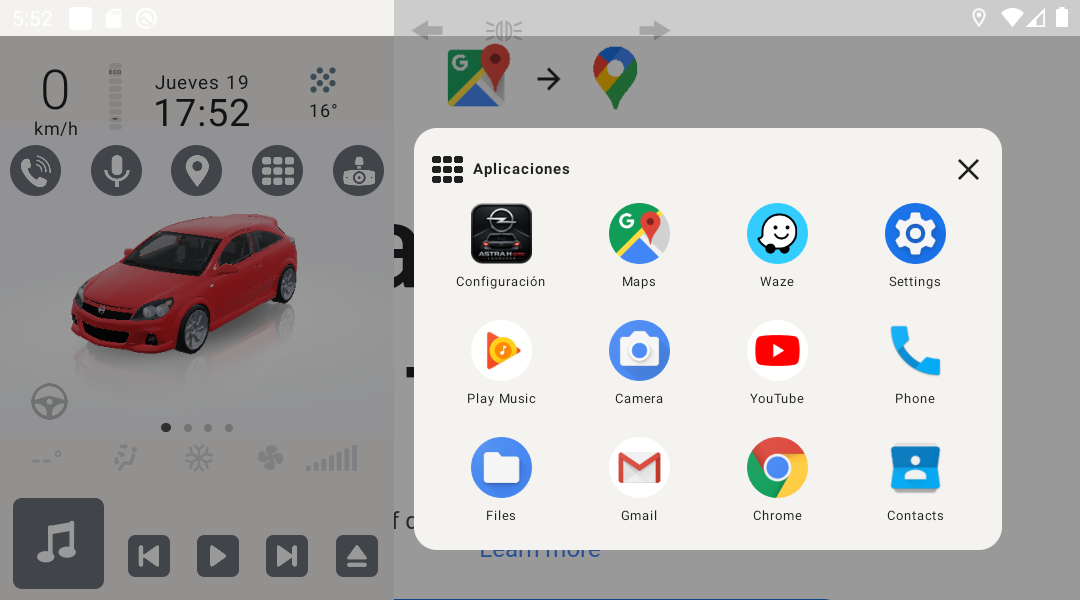 5:52
0
km/h
ECO
Jueves 19
17:52
16°
--°
G
Aplicaciones
ASTRA H
Configuración
G
Maps
Waze
Settings
Play Music
Camera
YouTube
Phone
Files
Gmail
Chrome
Contacts
Learn more